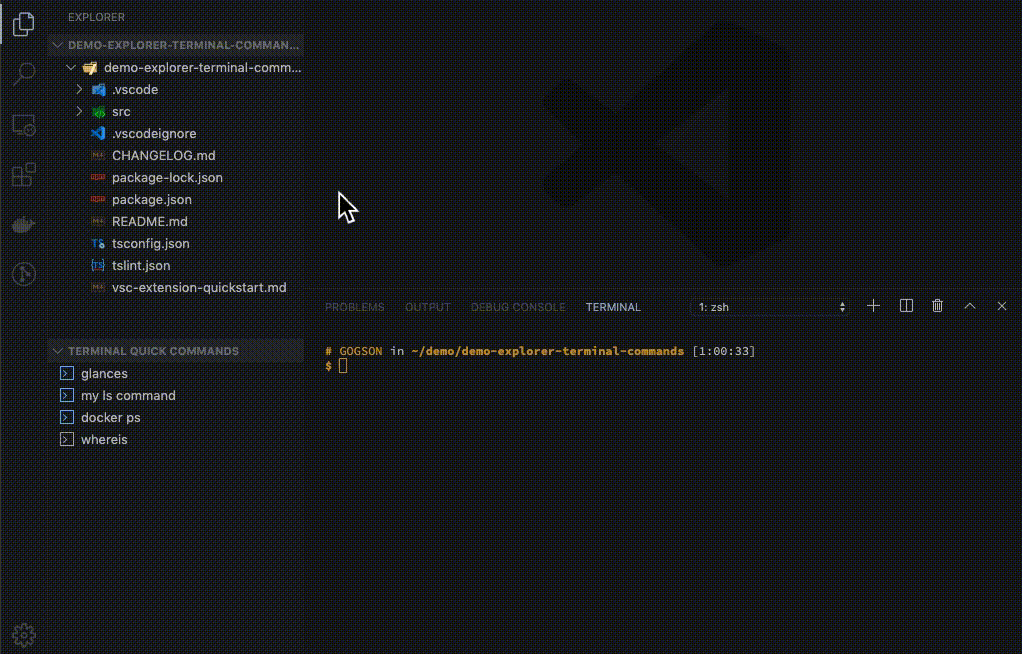 EXPLORER
DEMO-EXPLORER-TERMINAL-COMMAN...
demo-explorer-terminal-comm...
.vscode
src
.vscodeignore
CHANGELOG.md
package-lock.json
package.json
README.md
tsconfig.json
tslint.json
vsc-extension-quickstart.md
TERMINAL QUICK COMMANDS
glances
my ls command
docker ps
whereis
PROBLEMS OUTPUT DEBUG CONSOLE TERMINAL 1: zsh
# GOGSON in ~/demo/demo-explorer-terminal-commands [1:00:33]
$